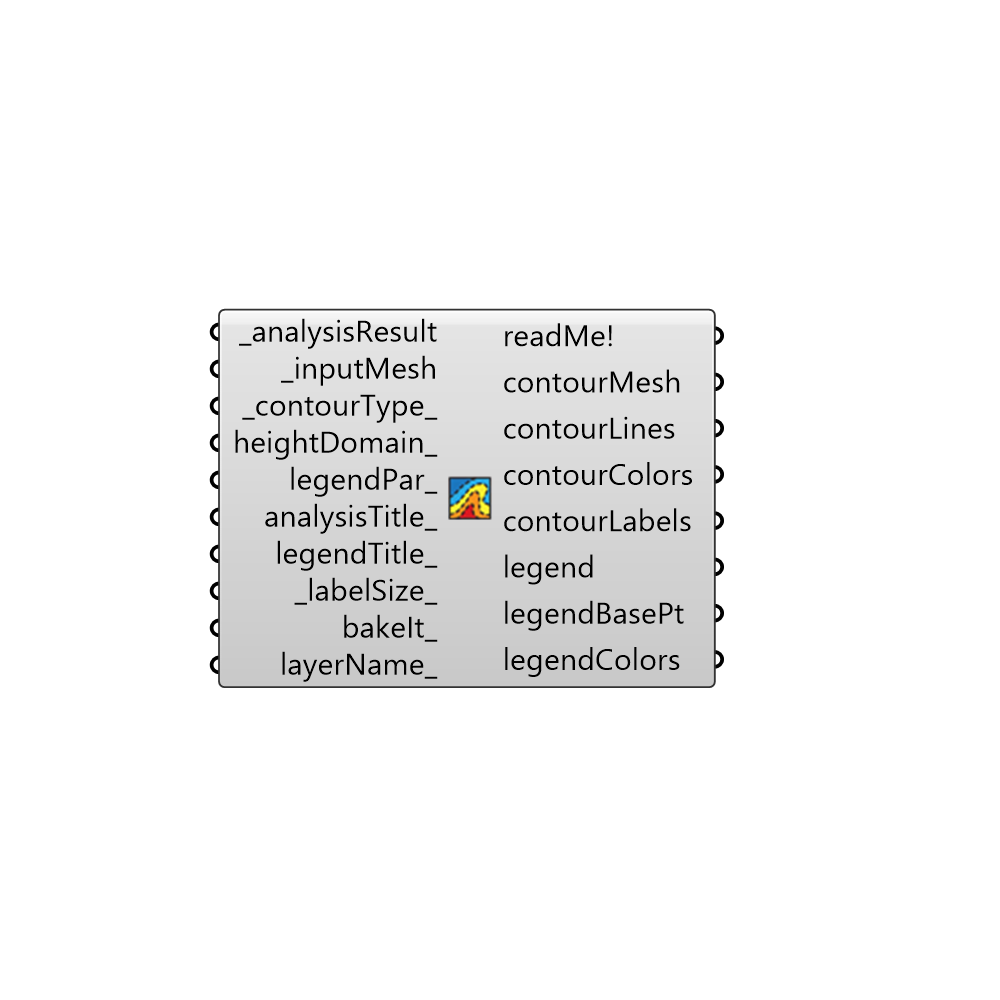 _analysisResult
_inputMesh
_contourType_
heightDomain_
legendPar_
analysisTitle_
legendTitle_
_labelSize_
bakeIt_
layerName_
readMe!
contourMesh
contourLines
contourColors
contourLabels
legend
legendBasePt
legendColors